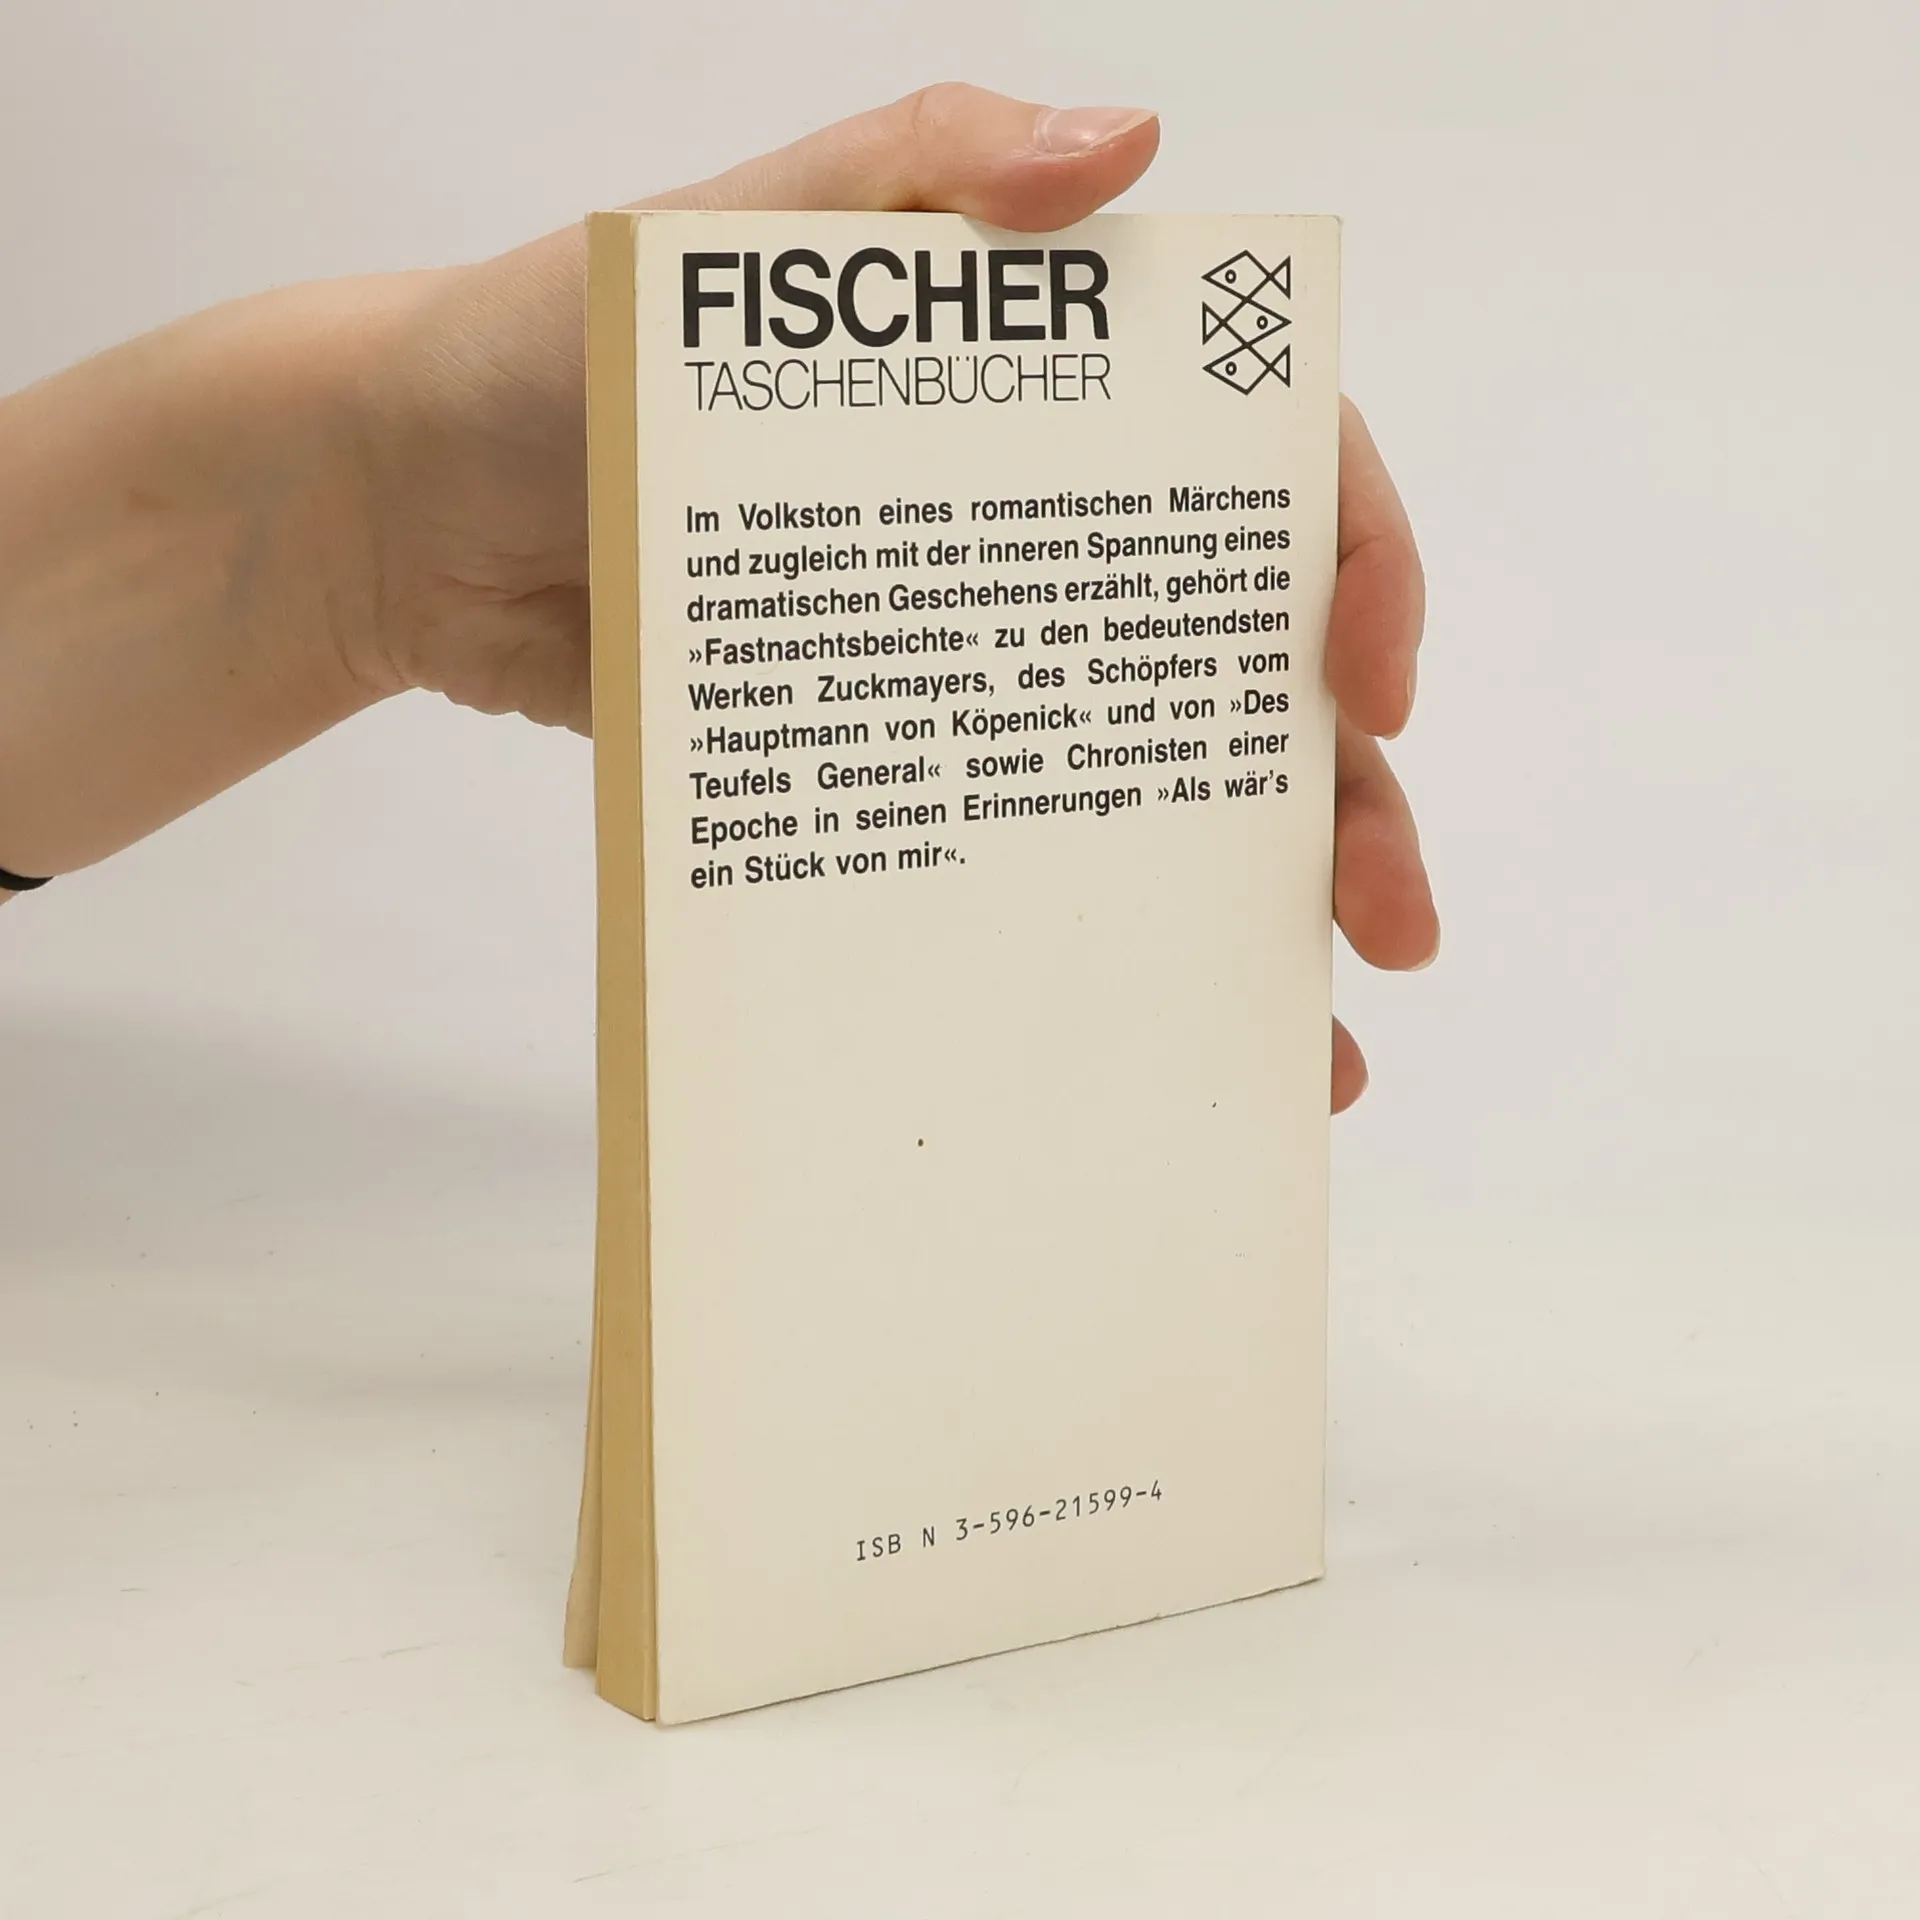 FISCHER
TASCHENBÜCHER
Im Volkston eines romantischen Märchens
und zugleich mit der inneren Spannung eines
dramatischen Geschehens erzählt, gehört die
»Fastnachtsbeichte« zu den bedeutendsten
Werken Zuckmayers, des Schöpfers vom
»Hauptmann von Köpenick« und von »Des
Teufels General« sowie Chronisten einer
Epoche in seinen Erinnerungen »Als wär's
ein Stück von mir«.
ISB N 3-596-21599-4